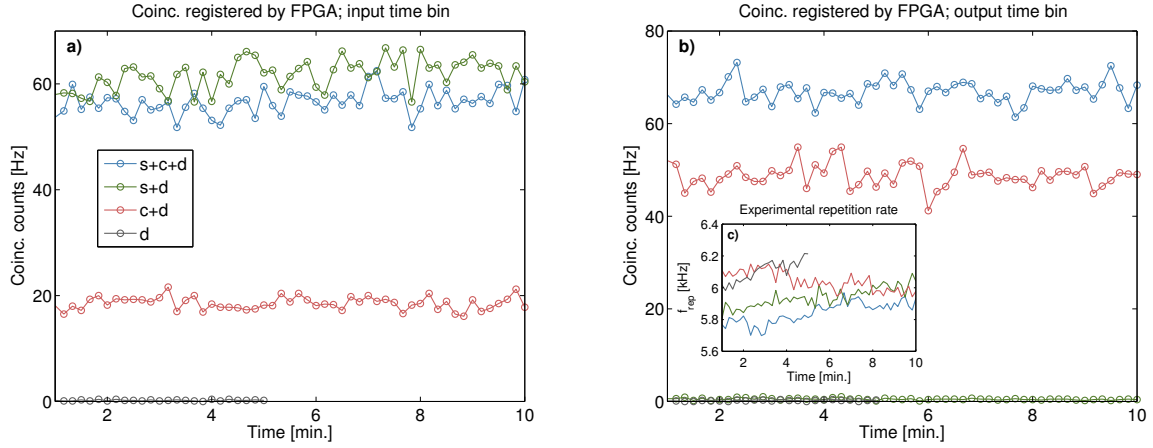 Coinc. registered by FPGA; input time bin
a)
60
40
20
0
Coinc. counts [Hz]
s+c+d
s+d
c+d
d
2
4
6
8
10
Time [min.]
Coinc. registered by FPGA; output time bin
b)
80
60
40
20
0
Coinc. counts [Hz]
Experimental repetition rate
c)
6.4
6.2
6
5.8
5.6
f_rep [kHz]
2
4
6
8
10
Time [min.]
2
4
6
8
10
Time [min.]